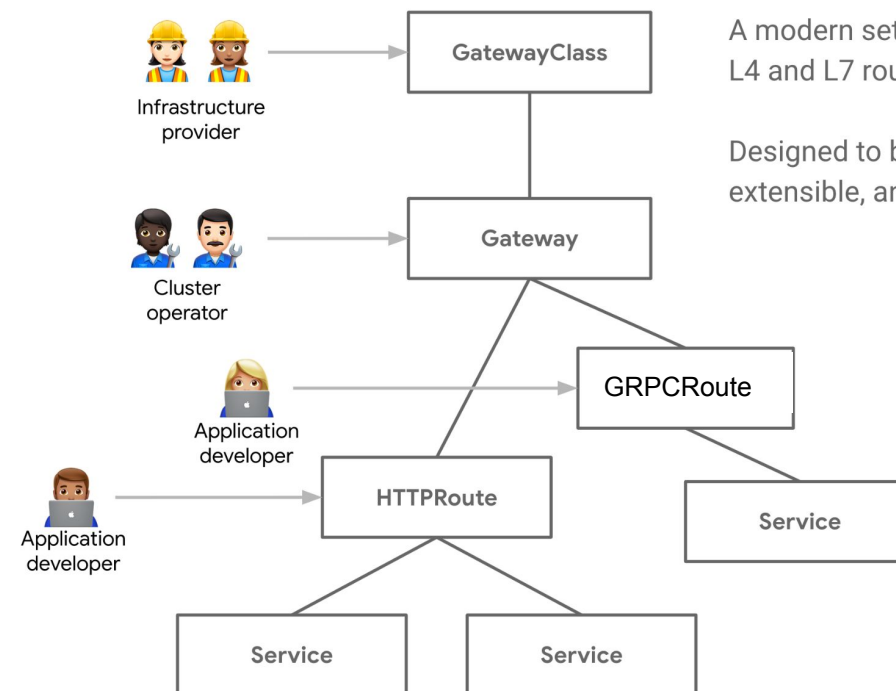 GatewayClass
A modern set
L4 and L7 rou
Infrastructure
provider
Designed to b
extensible, an
Gateway
Cluster
operator
GRPCRoute
Application
developer
HTTPRoute
Service
Application
developer
Service
Service